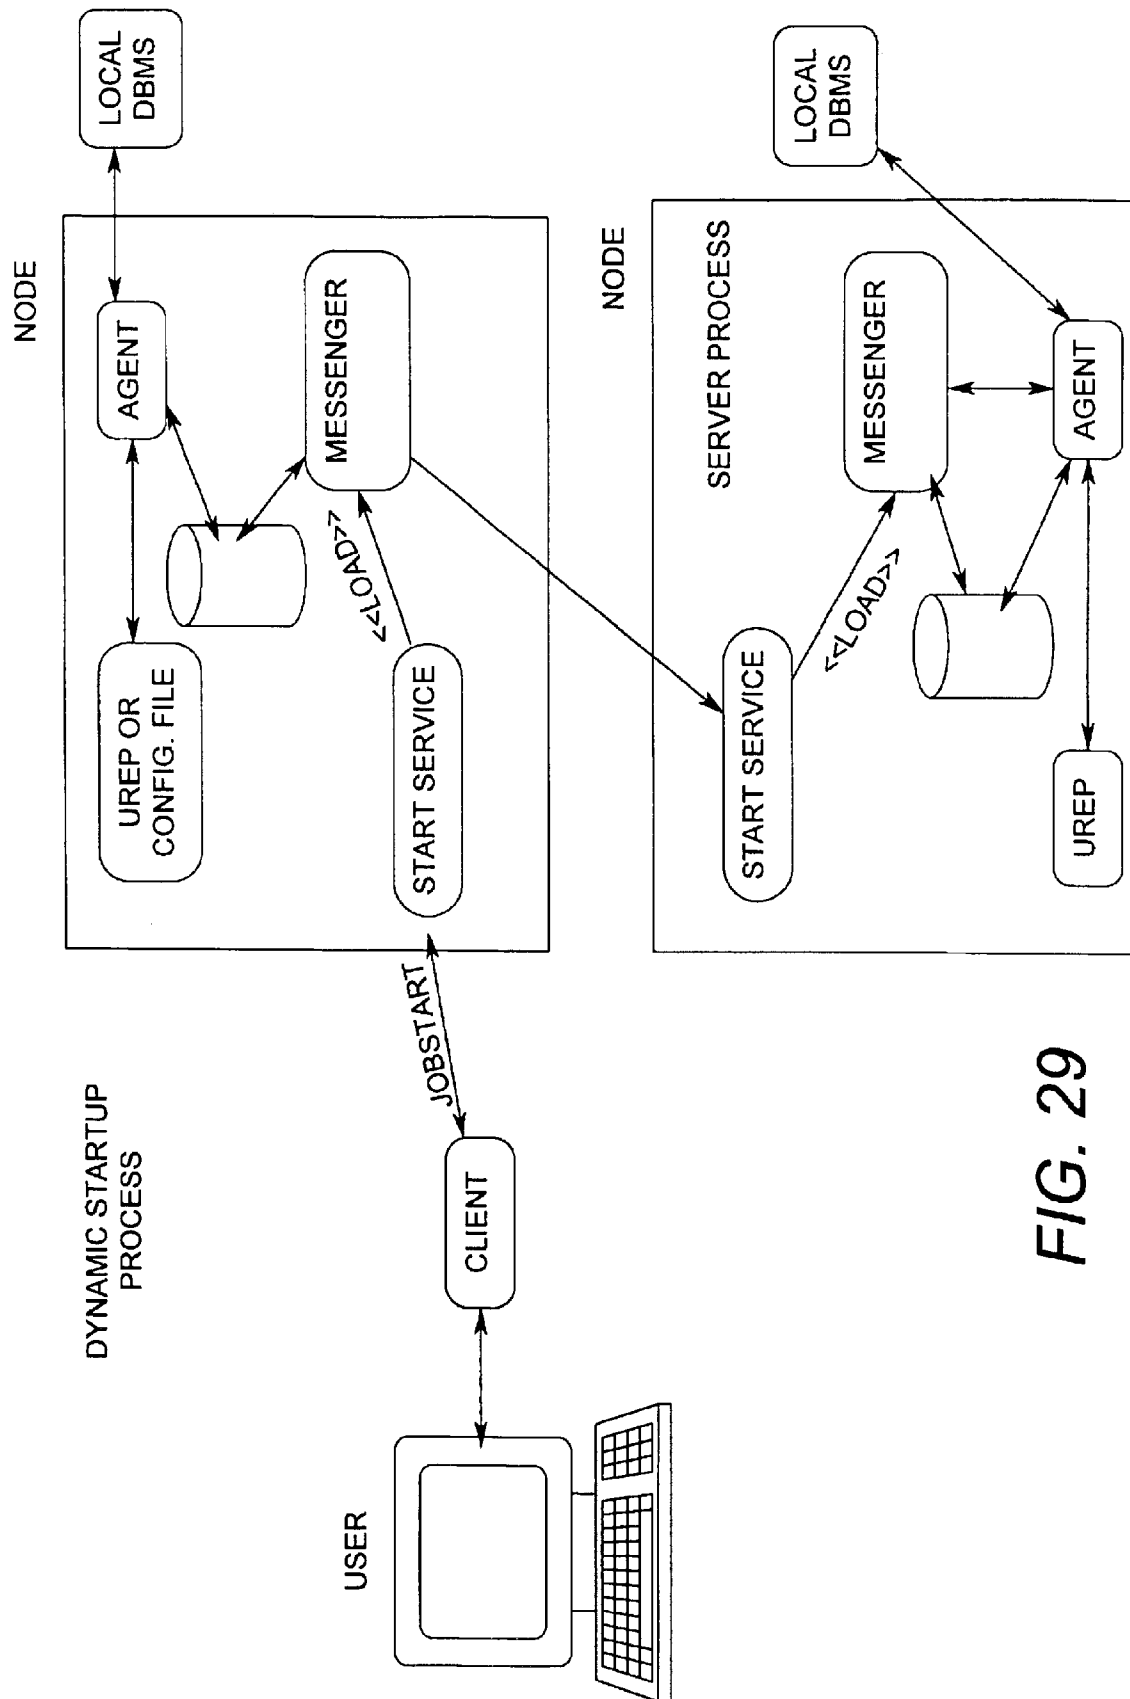 DYNAMIC STARTUP
PROCESS
USER
CLIENT
JOBSTART
NODE
UREP OR
CONFIG. FILE
AGENT
LOCAL
DBMS
START SERVICE
<<LOAD>>
MESSENGER
NODE
SERVER PROCESS
START SERVICE
<<LOAD>>
MESSENGER
UREP
AGENT
LOCAL
DBMS
FIG. 29